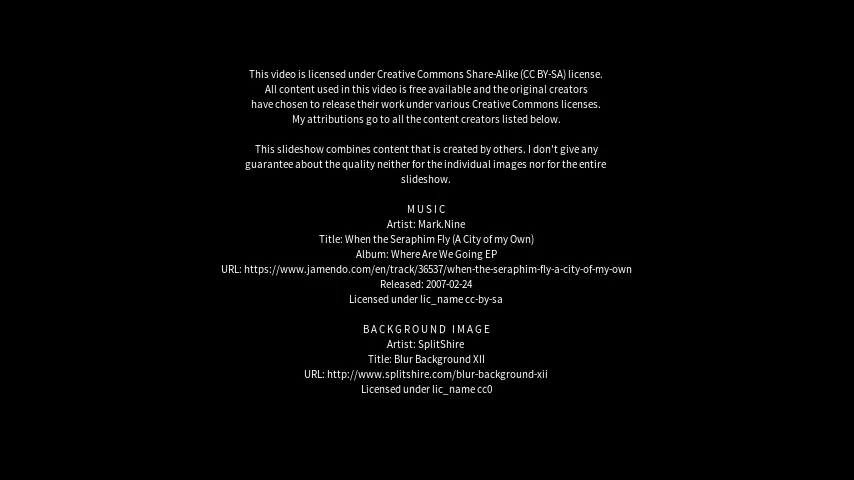 This video is licensed under Creative Commons Share-Alike (CC BY-SA) license.
All content used in this video is free available and the original creators
have chosen to release their work under various Creative Commons licenses.
My attributions go to all the content creators listed below.
This slideshow combines content that is created by others. I don't give any
guarantee about the quality neither for the individual images nor for the entire
slideshow.
MUSIC
Artist: Mark.Nine
Title: When the Seraphim Fly (A City of my Own)
Album: Where Are We Going EP
URL: https://www.jamendo.com/en/track/36537/when-the-seraphim-fly-a-city-of-my-own
Released: 2007-02-24
Licensed under lic_name cc-by-sa
BACKGROUND IMAGE
Artist: SplitShire
Title: Blur Background XII
URL: http://www.splitshire.com/blur-background-xii
Licensed under lic_name cc0